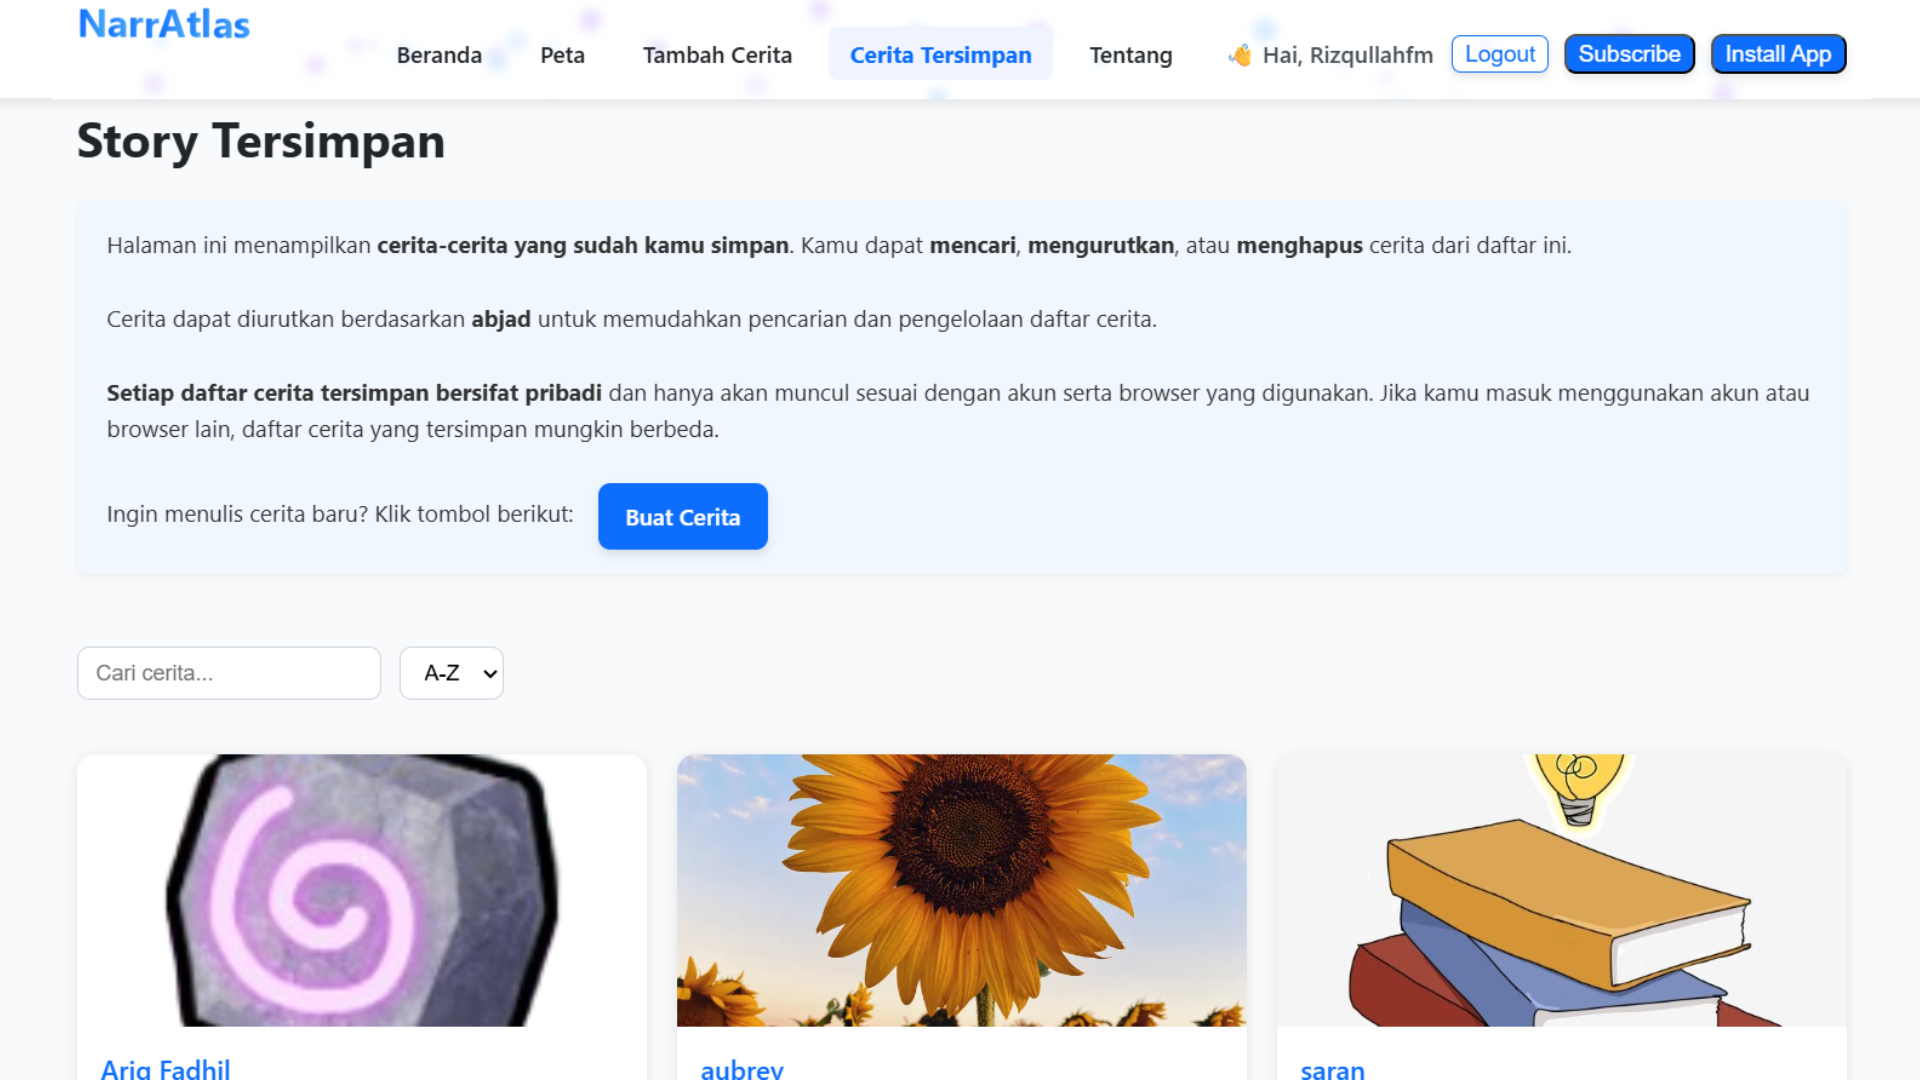 NarrAtlas
Beranda
Peta
Tambah Cerita
Cerita Tersimpan
Tentang
👋 Hai, Rizqullahfm
Logout
Subscribe
Install App
Story Tersimpan
Halaman ini menampilkan cerita-cerita yang sudah kamu simpan. Kamu dapat mencari, mengurutkan, atau menghapus cerita dari daftar ini.
Cerita dapat diurutkan berdasarkan abjad untuk memudahkan pencarian dan pengelolaan daftar cerita.
Setiap daftar cerita tersimpan bersifat pribadi dan hanya akan muncul sesuai dengan akun serta browser yang digunakan. Jika kamu masuk menggunakan akun atau
browser lain, daftar cerita yang tersimpan mungkin berbeda.
Ingin menulis cerita baru? Klik tombol berikut:
Buat Cerita
Cari cerita...
A-Z
Ariq Fadhil
aubrey
saran